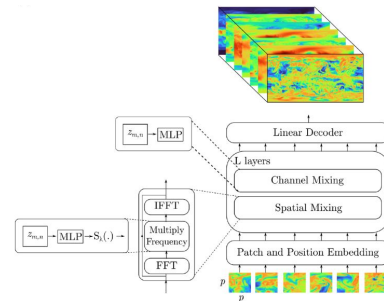 z_{m,n} MLP
Linear Decoder
L layers
Channel Mixing
Spatial Mixing
IFFT
Multiply
Frequency
FFT
z_{m,n} MLP S_λ(.)
Patch and Position Embedding
p
p